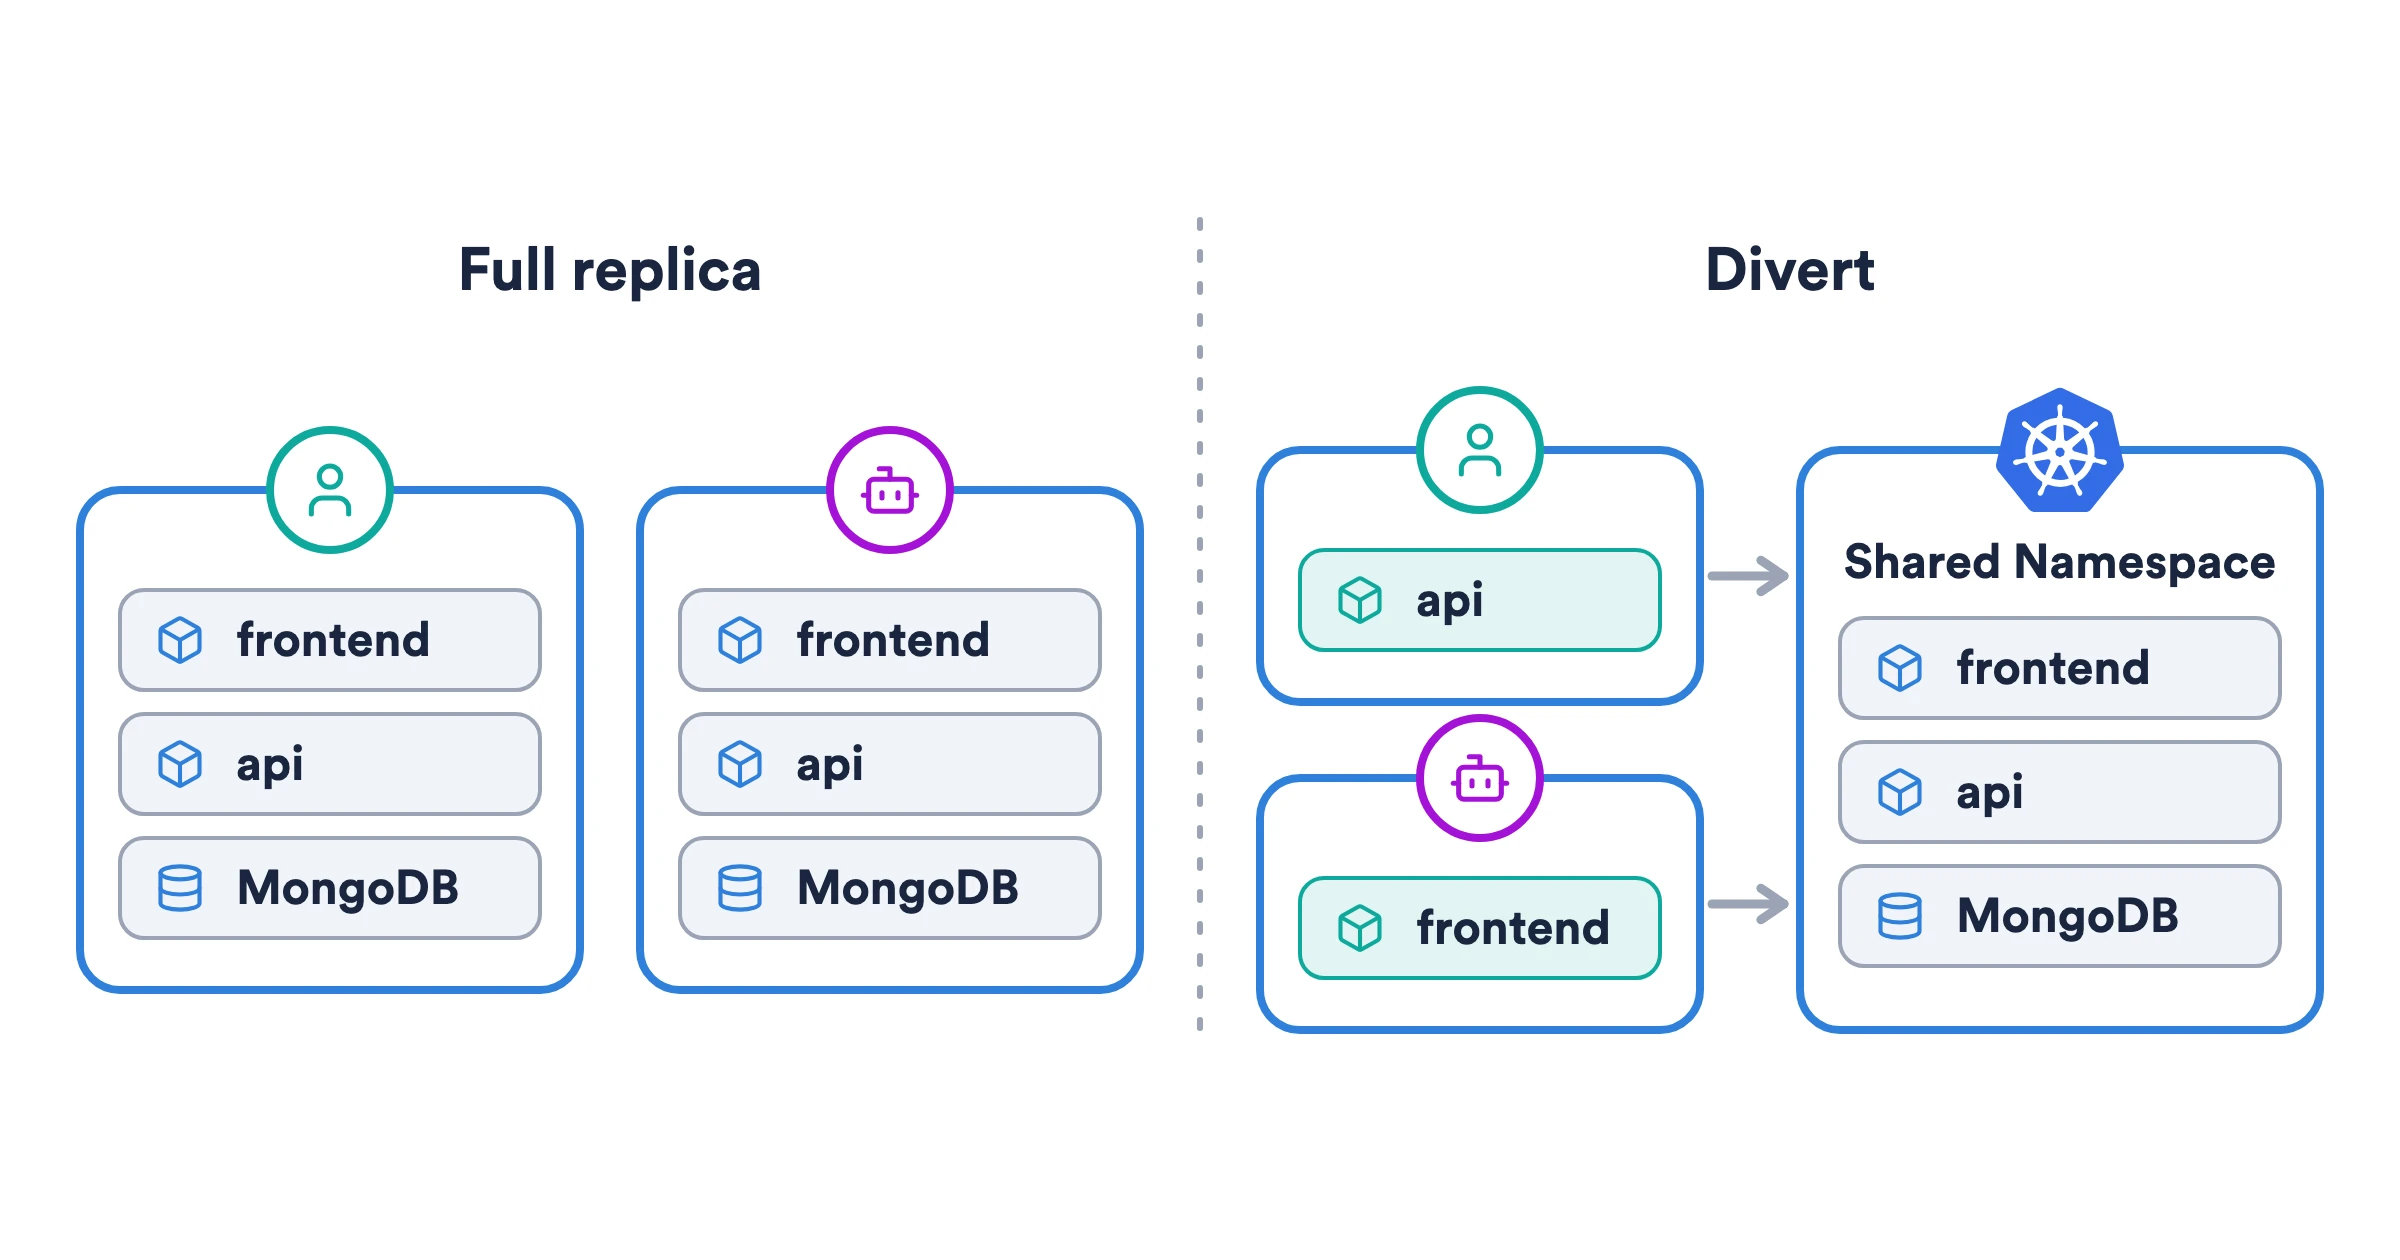 Full replica
frontend
api
MongoDB
frontend
api
MongoDB
Divert
api
frontend
Shared Namespace
frontend
api
MongoDB